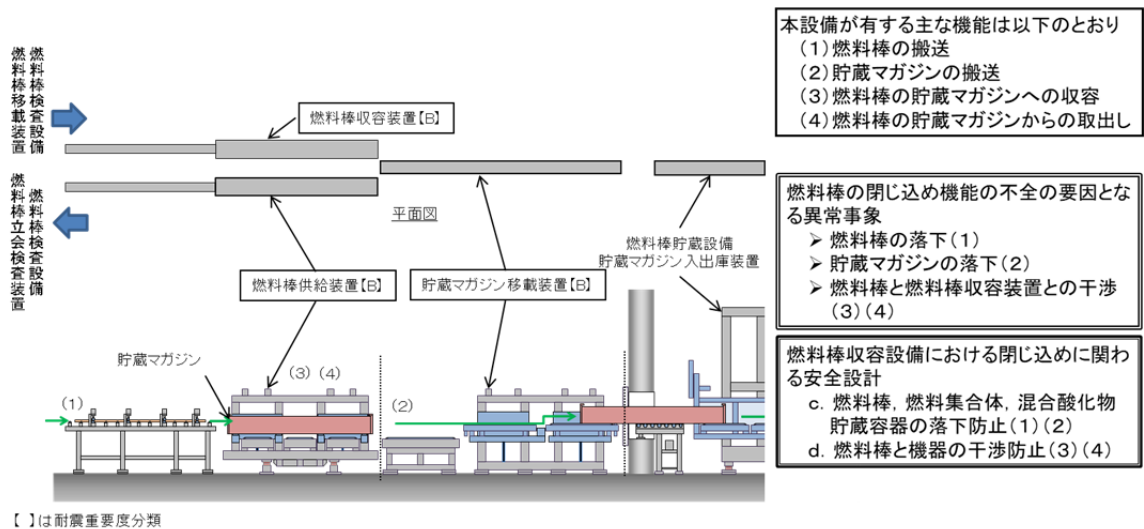 燃料棒検査設備
燃料棒移載装置
燃料棒検査設備
燃料棒立会検査装置
燃料棒収容装置【B】
平面図
燃料棒供給装置【B】
貯蔵マガジン移載装置【B】
燃料棒貯蔵設備
貯蔵マガジン入出庫装置
貯蔵マガジン
(1)
(3) (4)
(2)
【 】は耐震重要度分類
本設備が有する主な機能は以下のとおり
(1)燃料棒の搬送
(2)貯蔵マガジンの搬送
(3)燃料棒の貯蔵マガジンへの収容
(4)燃料棒の貯蔵マガジンからの取出し
燃料棒の閉じ込め機能の不全の要因とな
る異常事象
➢ 燃料棒の落下(1)
➢ 貯蔵マガジンの落下(2)
➢ 燃料棒と燃料棒収容装置との干渉
(3)(4)
燃料棒収容設備における閉じ込めに関わ
る安全設計
c. 燃料棒，燃料集合体，混合酸化物
貯蔵容器の落下防止(1)(2)
d. 燃料棒と機器の干渉防止(3)(4)